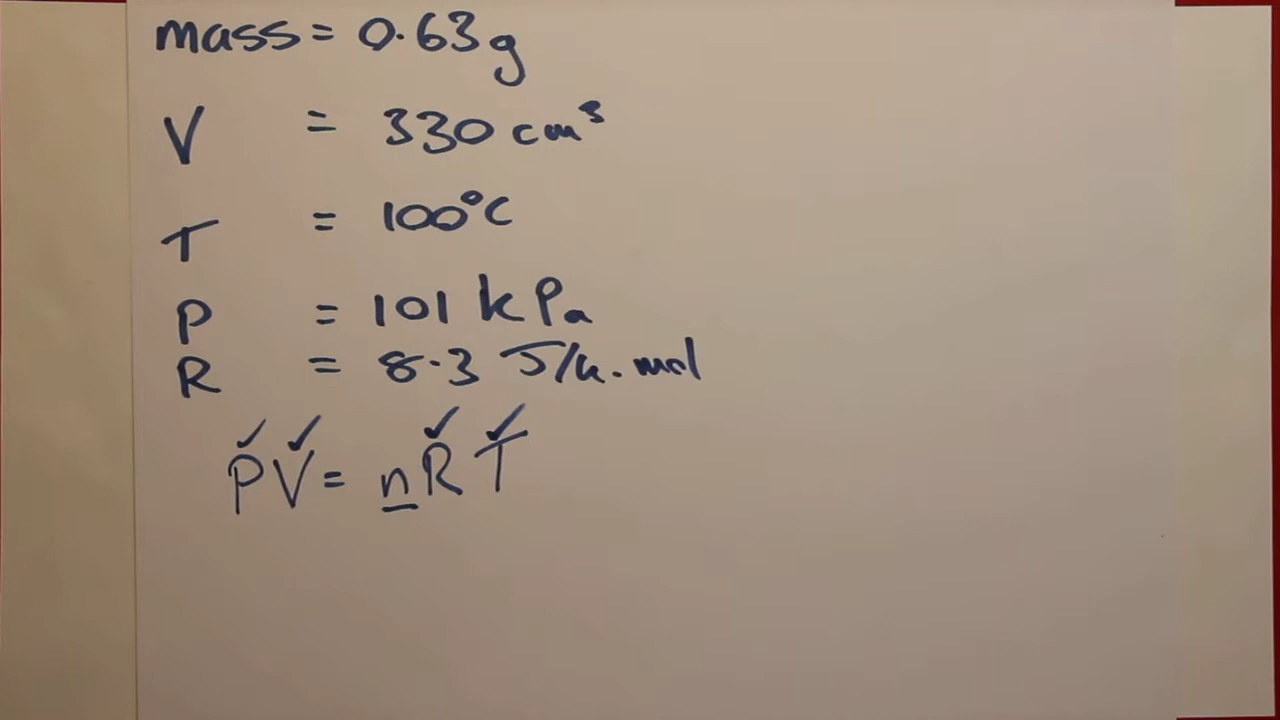 mass = 0.63g
V = 330 cm³
T = 100°C
P = 101 kPa
R = 8.3 J/k.mol
PV = nRT